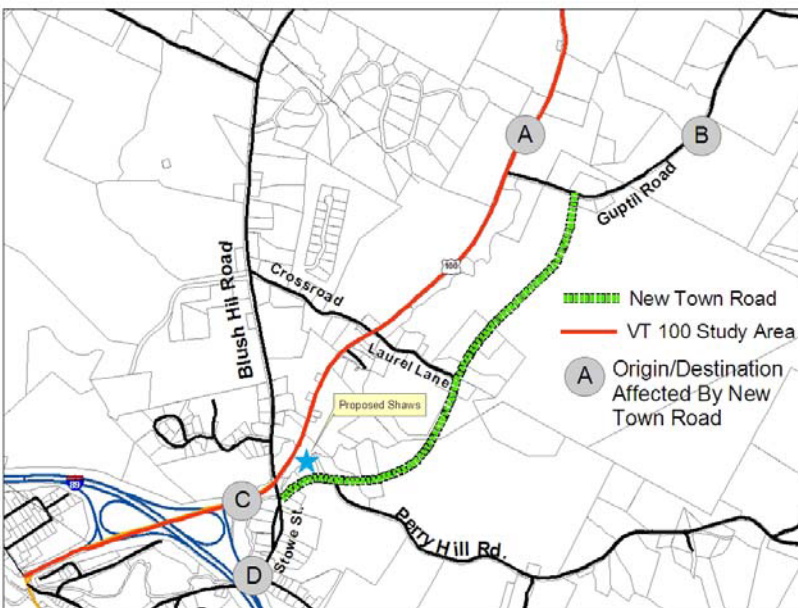 A
B
Guptil Road
100
Blush Hil Road
Crossroad
Laurel Lane
New Town Road
VT 100 Study Area
A
Origin/Destination
Affected By New
Town Road
Proposed Shaws
C
Stowe St.
Perry Hill Rd.
D
89